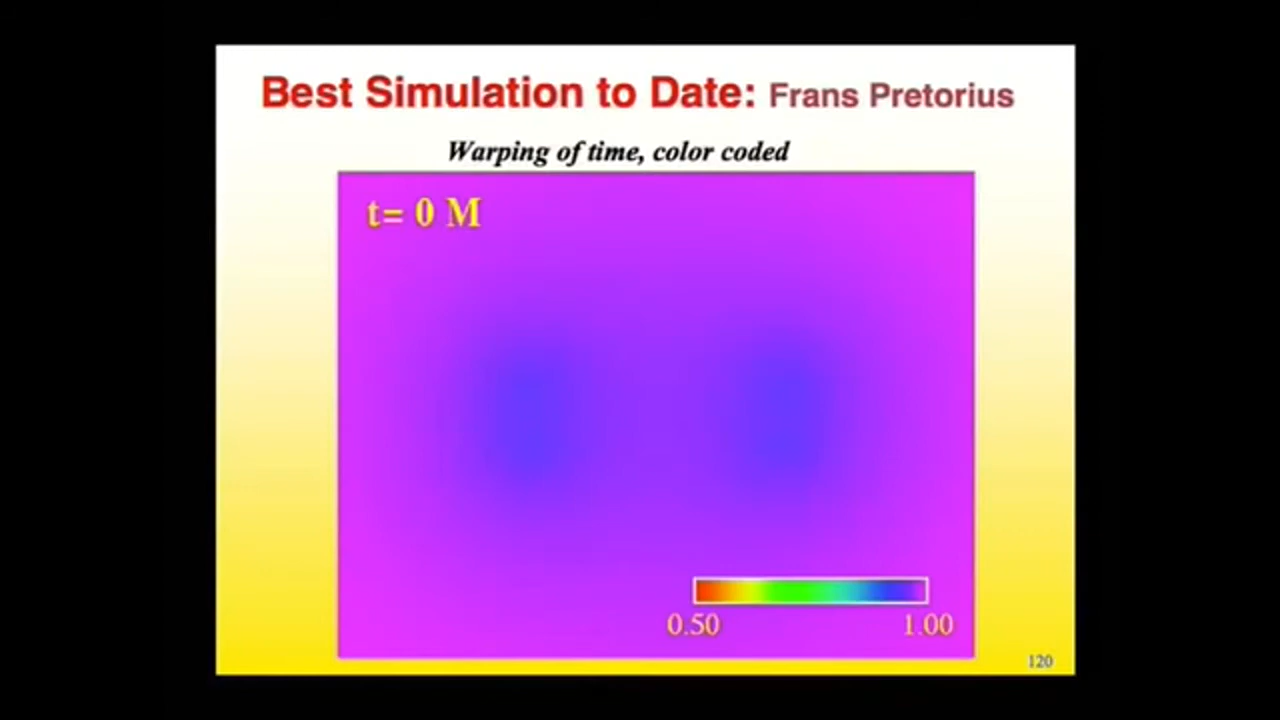 Best Simulation to Date: Frans Pretorius
Warping of time, color coded
t= 0 M
0.50 1.00
120